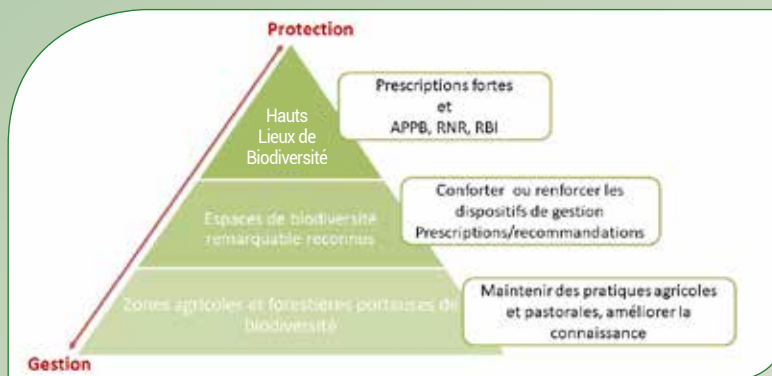 Protection
Hauts
Lieux de
Biodiversité
Prescriptions fortes
et
APPB, RNR, RBI
Espaces de biodiversité
remarquable reconnus
Conforter ou renforcer les
dispositifs de gestion
Prescriptions/recommandations
Zones agricoles et forestières porteuses de
biodiversité
Maintenir des pratiques agricoles
et pastorales, améliorer la
connaissance
Gestion